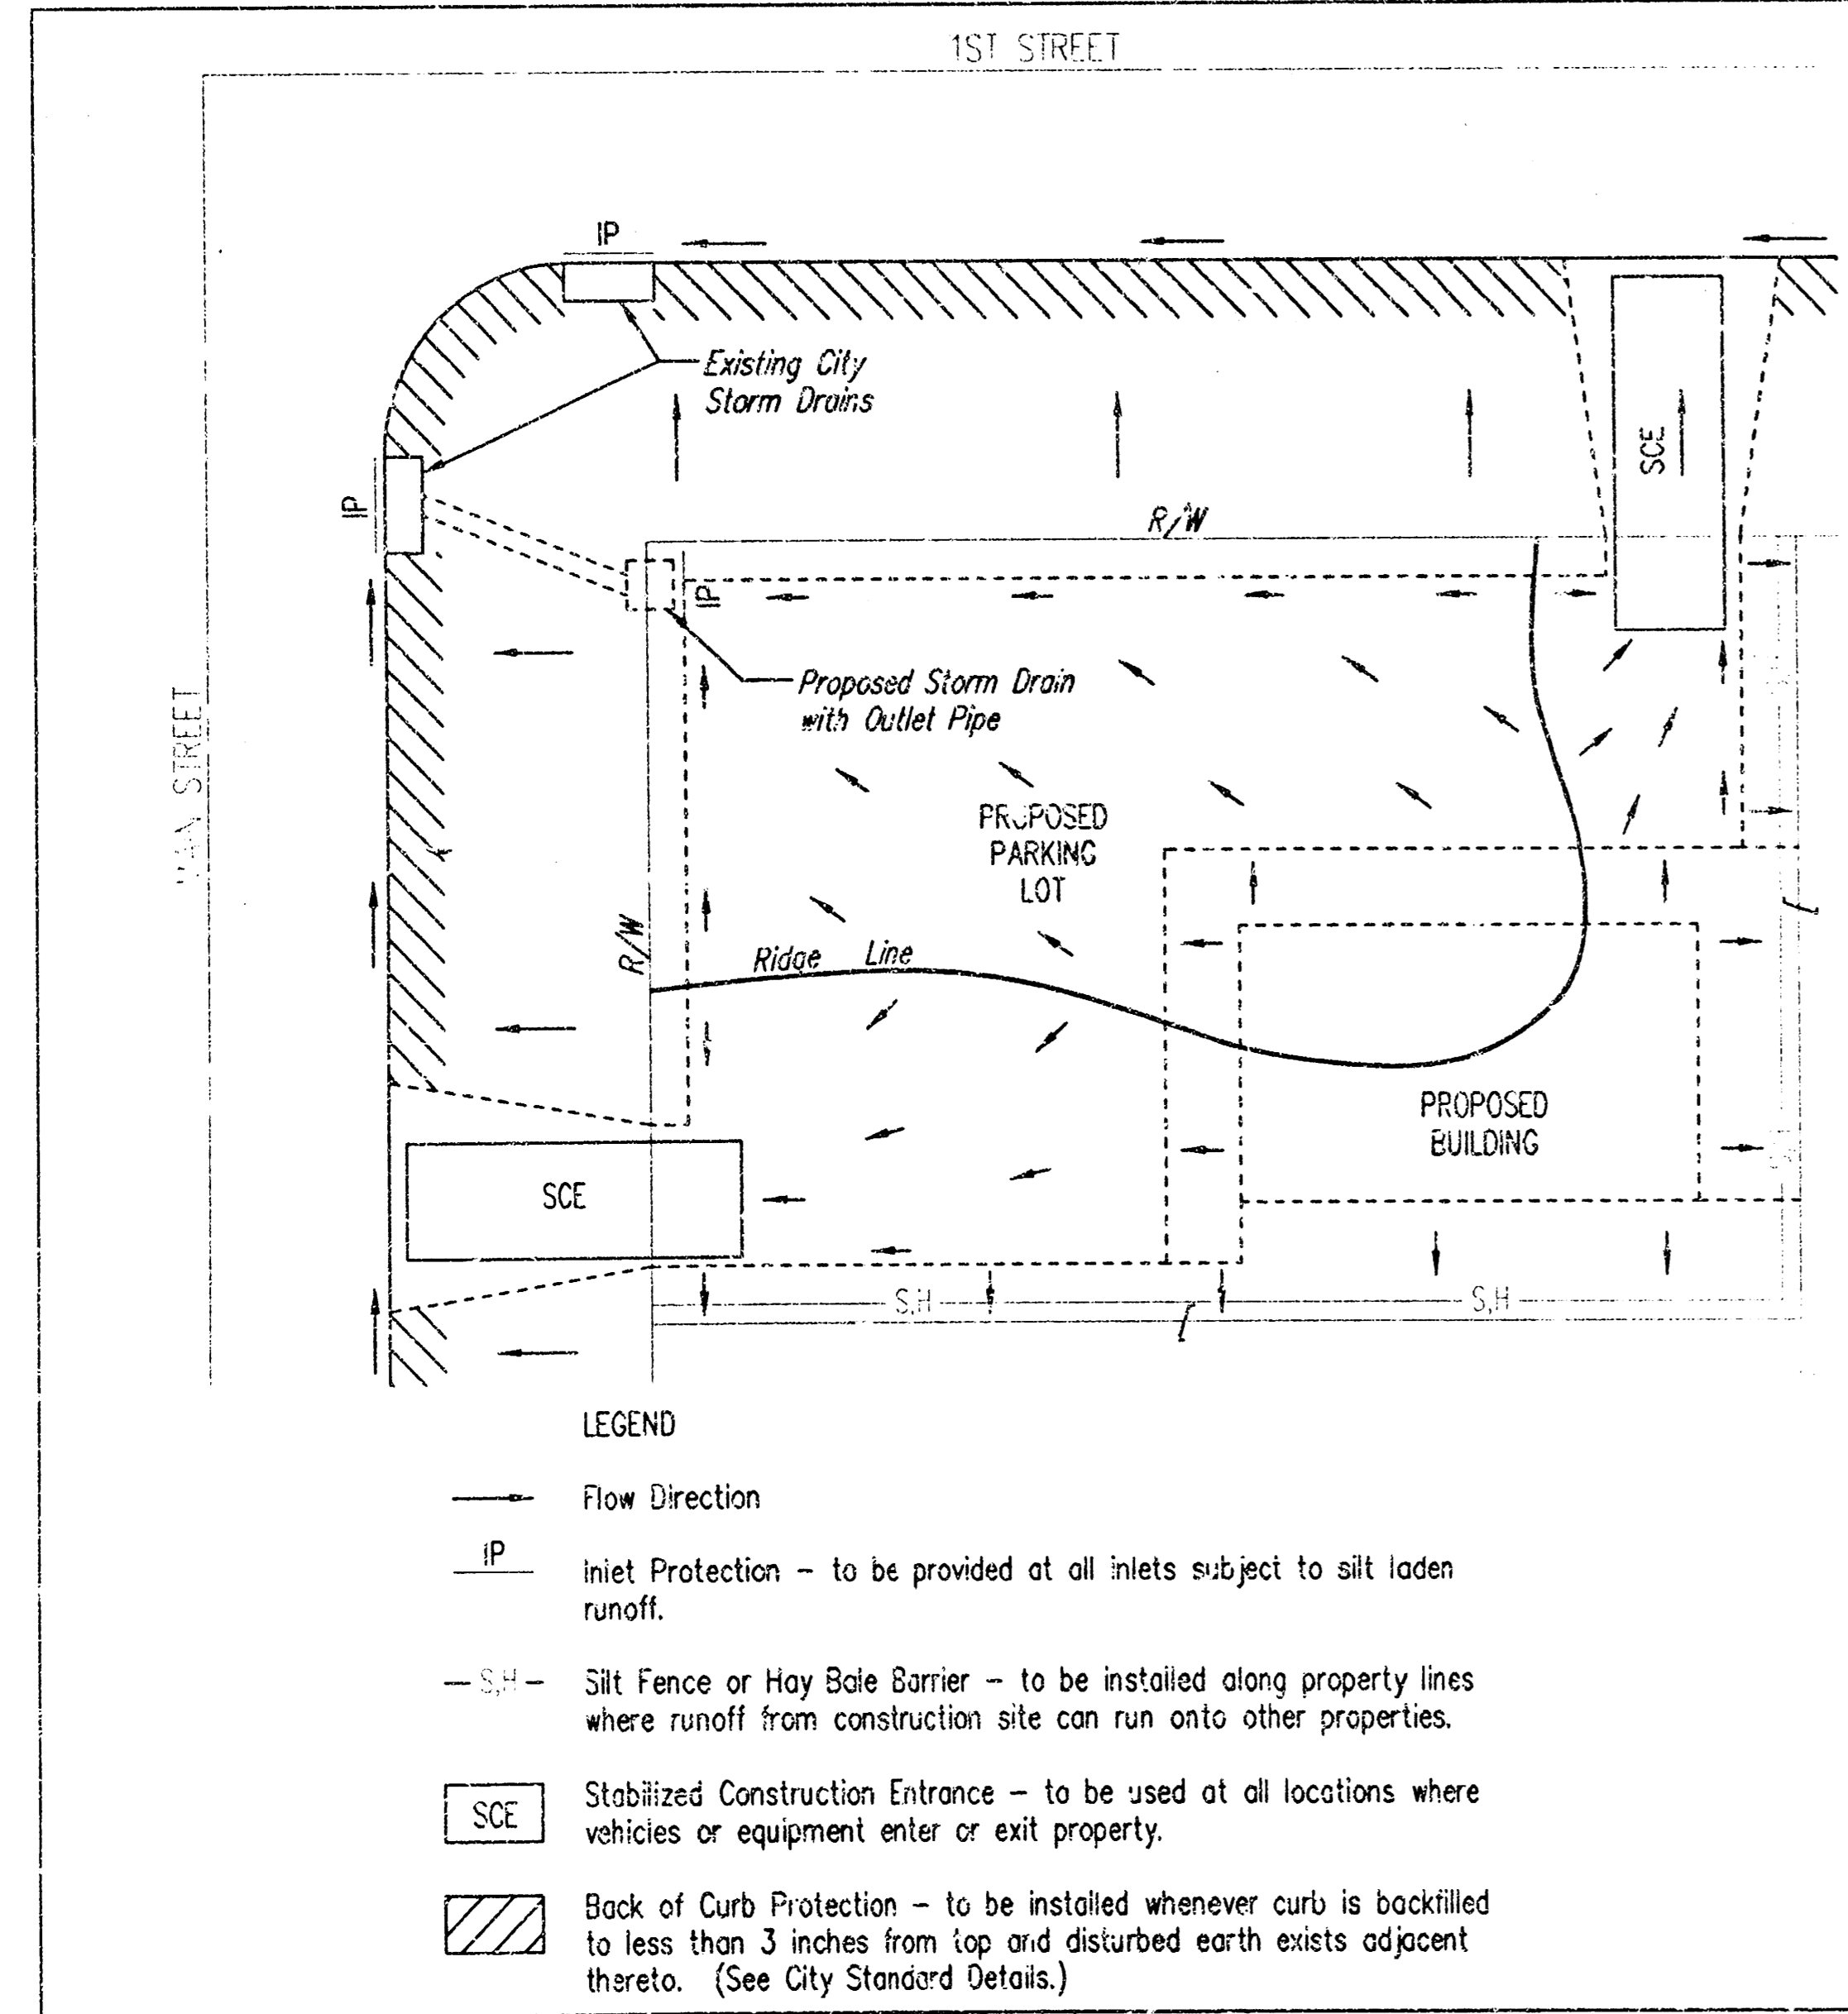 1ST STREET
IP
Existing City
Storm Drains
SCE
IP
R/W
IP
Proposed Storm Drain
with Outlet Pipe
STREET
PROPOSED
PARKING
LOT
R/W
Ridge Line
PROPOSED
BUILDING
SCE
S,H
S,H
LEGEND
Flow Direction
IP
Inlet Protection - to be provided at all inlets subject to silt laden
runoff.
S,H
Silt Fence or Hay Bale Barrier - to be installed along property lines
where runoff from construction site can run onto other properties.
SCE
Stabilized Construction Entrance - to be used at all locations where
vehicles or equipment enter or exit property.
Back of Curb Protection - to be installed whenever curb is backfilled
to less than 3 inches from top and disturbed earth exists adjacent
thereto. (See City Standard Details.)